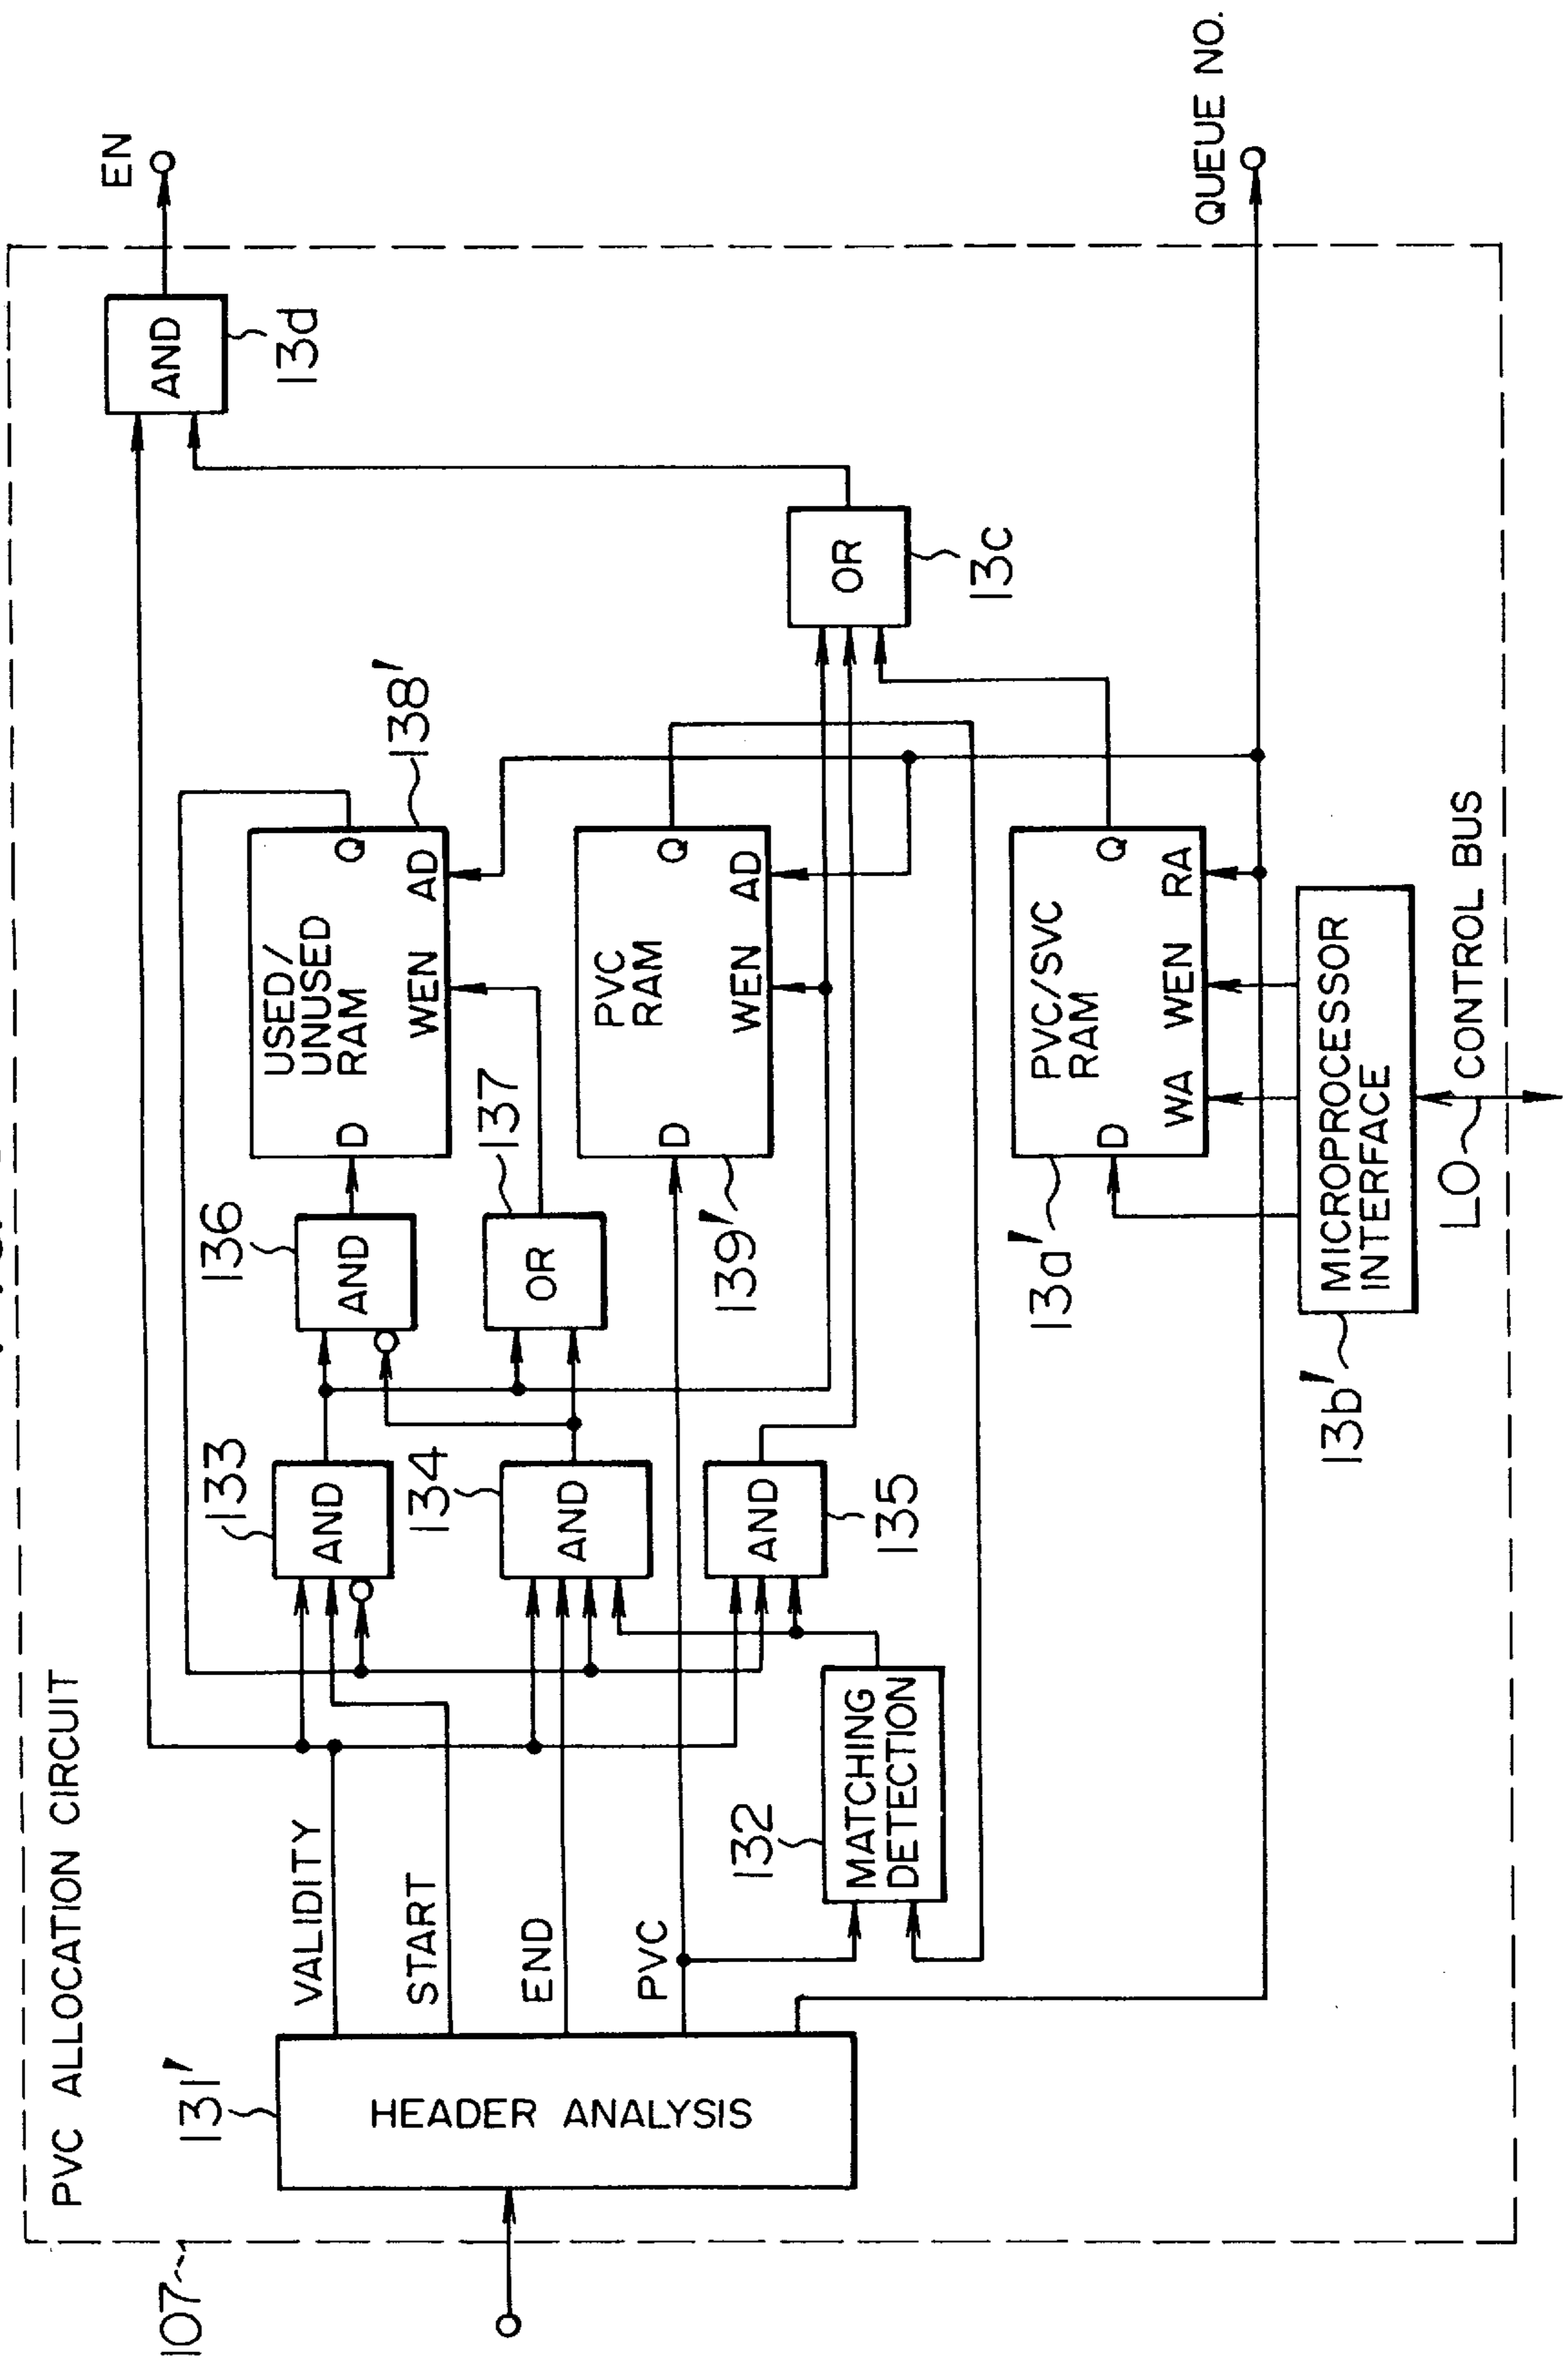 PVC ALLOCATION CIRCUIT
107
131'
HEADER ANALYSIS
VALIDITY
START
END
PVC
132
MATCHING
DETECTION
133
AND
134
AND
135
AND
136
AND
137
OR
138'
USED/
UNUSED
RAM
D
Q
WEN
AD
139'
PVC
RAM
D
Q
WEN
AD
13a'
PVC/SVC
RAM
D
Q
WA
WEN
RA
13b'
MICROPROCESSOR
INTERFACE
LO
CONTROL BUS
OR
13c
AND
13d
EN
QUEUE NO.